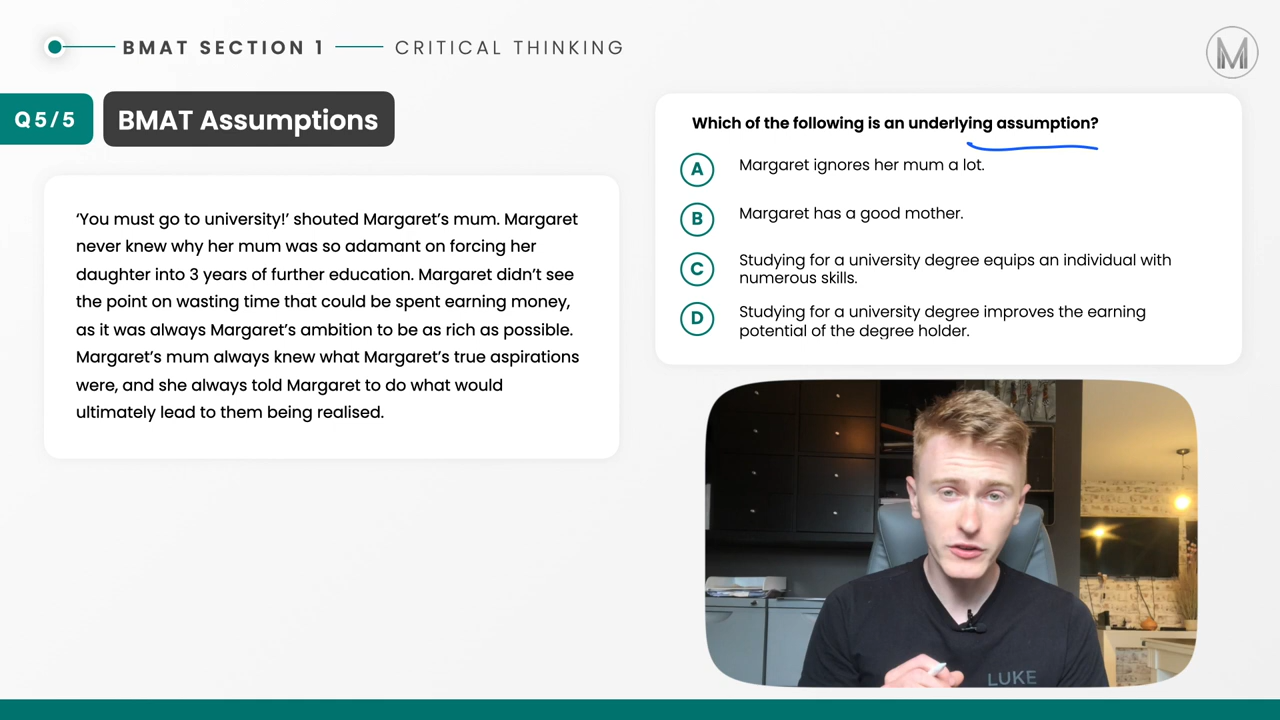 BMAT SECTION 1 CRITICAL THINKING
M
Q5/5
BMAT Assumptions
‘You must go to university!’ shouted Margaret’s mum. Margaret
never knew why her mum was so adamant on forcing her
daughter into 3 years of further education. Margaret didn’t see
the point on wasting time that could be spent earning money,
as it was always Margaret’s ambition to be as rich as possible.
Margaret’s mum always knew what Margaret’s true aspirations
were, and she always told Margaret to do what would
ultimately lead to them being realised.
Which of the following is an underlying assumption?
A Margaret ignores her mum a lot.
B Margaret has a good mother.
C Studying for a university degree equips an individual with
numerous skills.
D Studying for a university degree improves the earning
potential of the degree holder.
LUKE